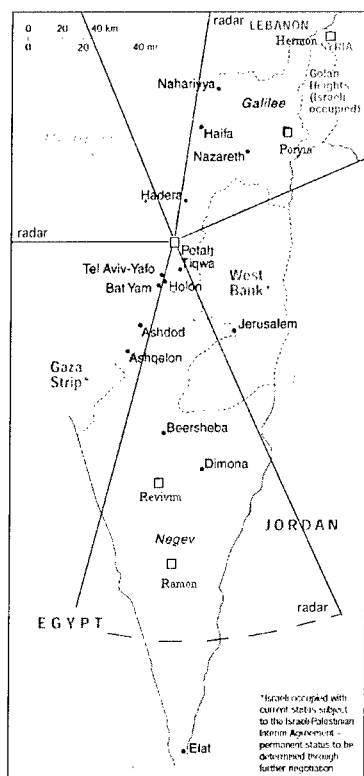 0 20 40 km
0 20 40 mi
radar
LEBANON
Hermon
SYRIA
Nahariyya
Golan
Heights
(Israeli
occupied)
Galilee
Haifa
Poriya
Nazareth
Hadera
radar
Petah
Tiqwa
Tel Aviv-Yafo
Bat Yam
Holon
West
Bank*
Ashdod
Jerusalem
Ashqelon
Gaza
Strip*
Beersheba
Dimona
Revivim
JORDAN
Negev
Ramon
radar
EGYPT
*Israeli occupied with
current status subject
to the Israeli-Palestinian
Interim Agreement –
permanent status to be
determined through
further negotiation
Elat